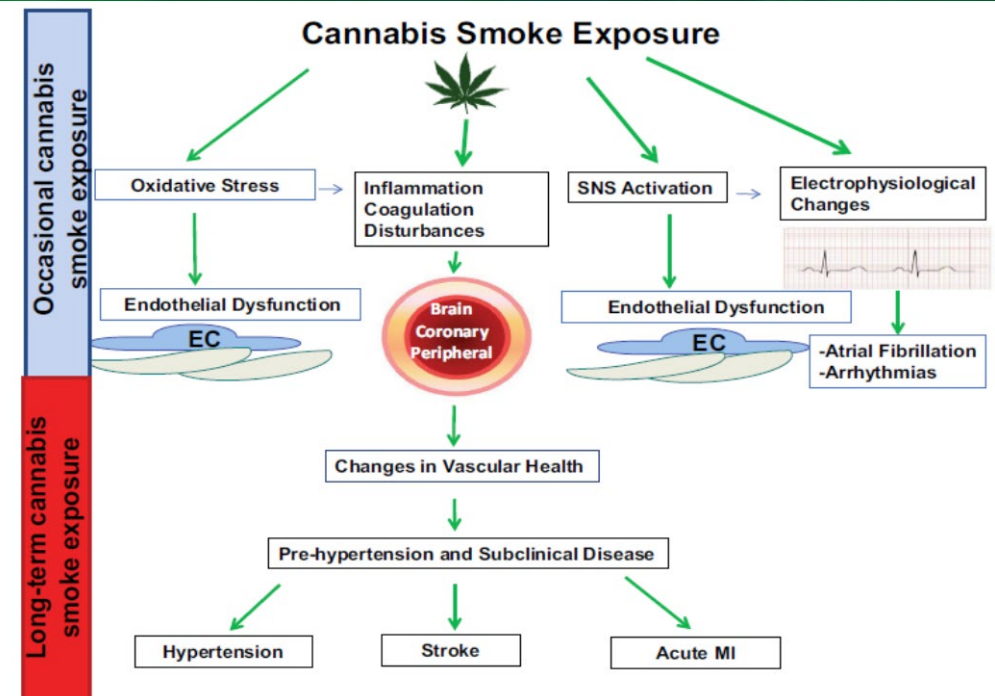 Cannabis Smoke Exposure
Occasional cannabis
smoke exposure
Oxidative Stress
Inflammation
Coagulation
Disturbances
SNS Activation
Electrophysiological
Changes
Endothelial Dysfunction
EC
Brain
Coronary
Peripheral
Endothelial Dysfunction
EC
-Atrial Fibrillation
-Arrhythmias
Long-term cannabis
smoke exposure
Changes in Vascular Health
Pre-hypertension and Subclinical Disease
Hypertension
Stroke
Acute MI